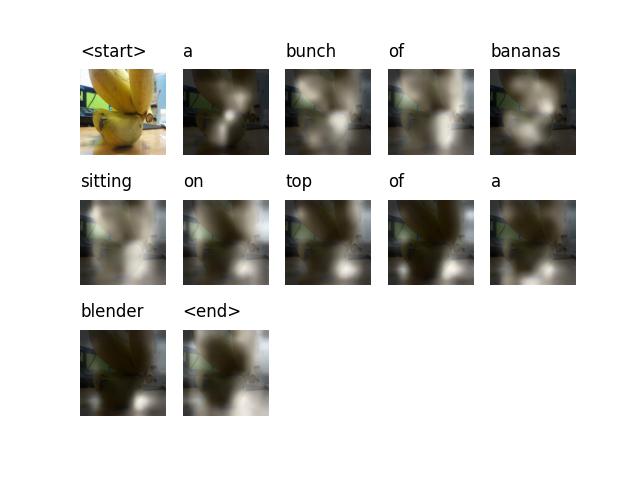 <start> a bunch of bananas
sitting on top of a
blender <end>